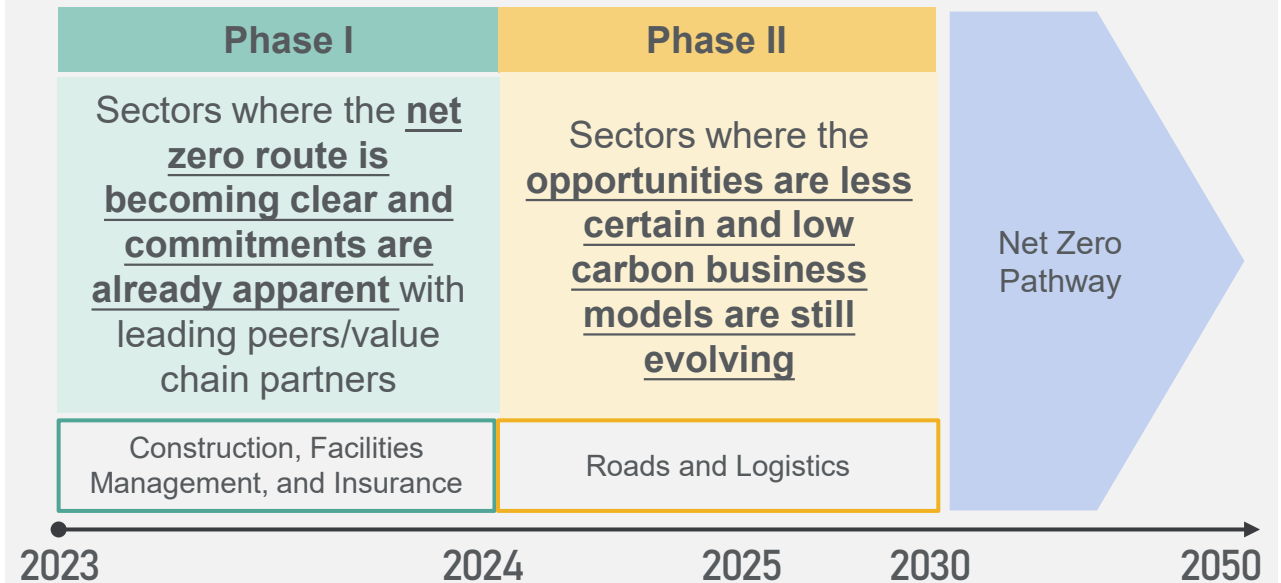 Phase I
Phase II
Sectors where the net
zero route is
becoming clear and
commitments are
already apparent with
leading peers/value
chain partners
Sectors where the
opportunities are less
certain and low
carbon business
models are still
evolving
Net Zero
Pathway
Construction, Facilities
Management, and Insurance
Roads and Logistics
2023
2024
2025
2030
2050